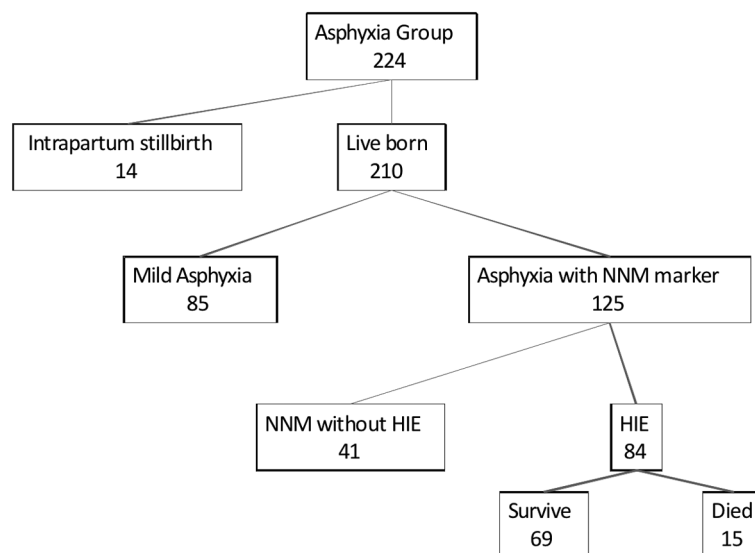 Asphyxia Group
224
Intrapartum stillbirth
14
Live born
210
Mild Asphyxia
85
Asphyxia with NNM marker
125
NNM without HIE
41
HIE
84
Survive
69
Died
15